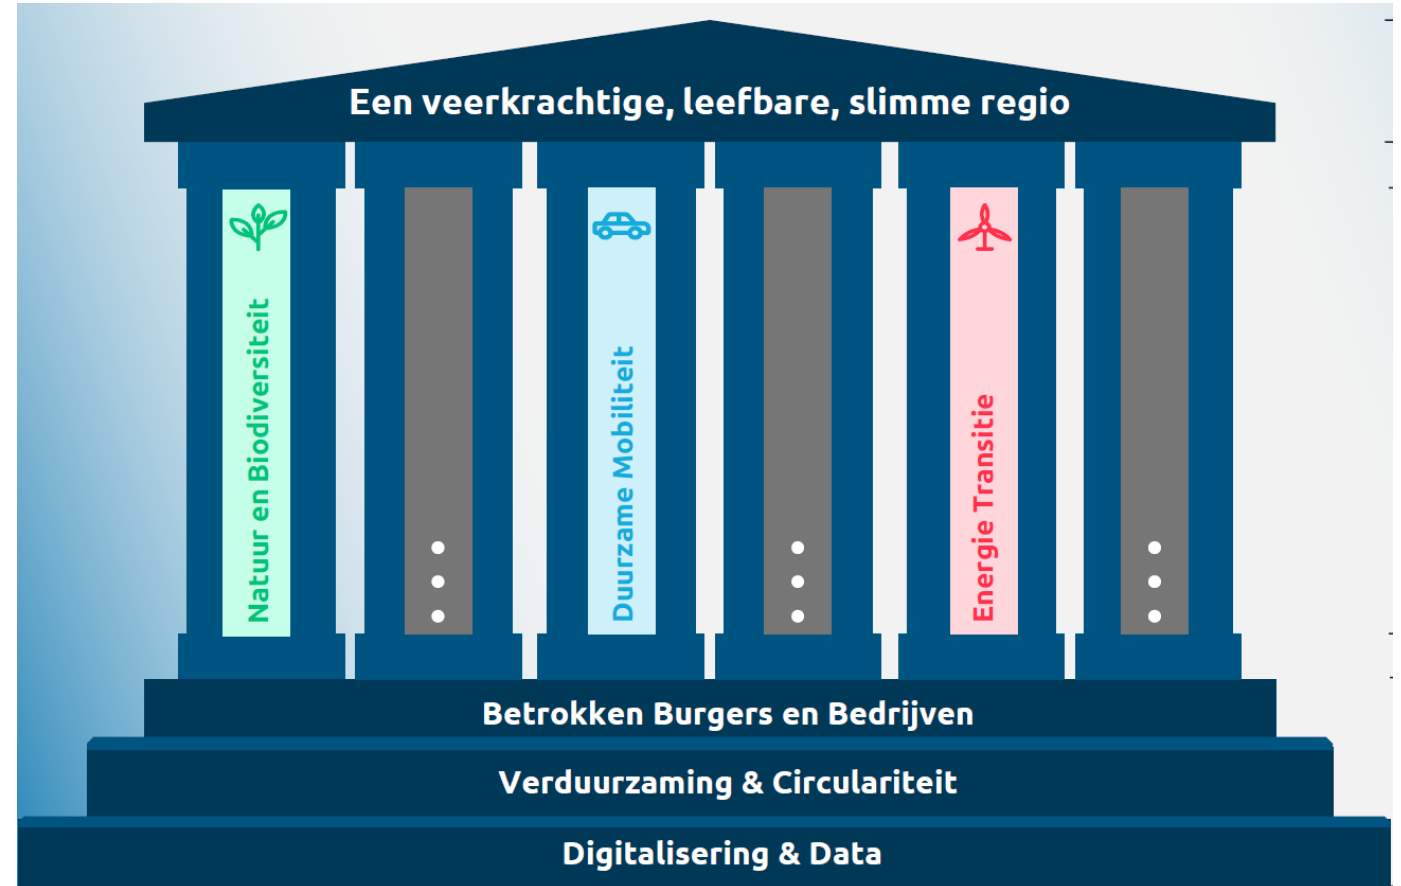 Een veerkrachtige, leefbare, slimme regio
Natuur en Biodiversiteit
Duurzame Mobiliteit
Energie Transitie
Betrokken Burgers en Bedrijven
Verduurzaming & Circulariteit
Digitalisering & Data